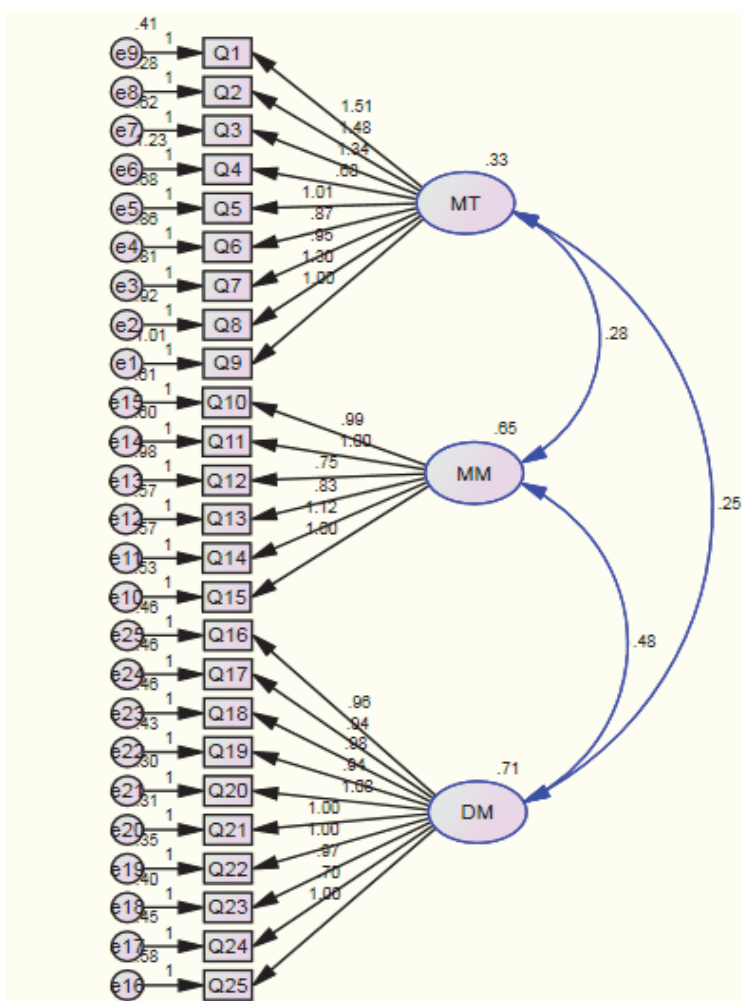 .41
e9 1 Q1
.28
e8 1 Q2
.62
e7 1 Q3
1.23
e6 1 Q4
.68
e5 1 Q5
.86
e4 1 Q6
.81
e3 1 Q7
.92
e2 1 Q8
1.01
e1 1 Q9
1.51
1.48
1.34
.68
1.01
.87
.95
1.30
1.00
.33
MT
.61
e15 1 Q10
.60
e14 1 Q11
.98
e13 1 Q12
.57
e12 1 Q13
.57
e11 1 Q14
.53
e10 1 Q15
.99
1.00
.75
.83
1.12
1.00
.65
MM
.28
.25
.46
e25 1 Q16
.46
e24 1 Q17
.46
e23 1 Q18
.43
e22 1 Q19
.30
e21 1 Q20
.31
e20 1 Q21
.35
e19 1 Q22
.40
e18 1 Q23
.45
e17 1 Q24
.58
e16 1 Q25
.96
.94
.98
.94
1.08
1.00
1.00
.97
.70
1.00
.71
DM
.48